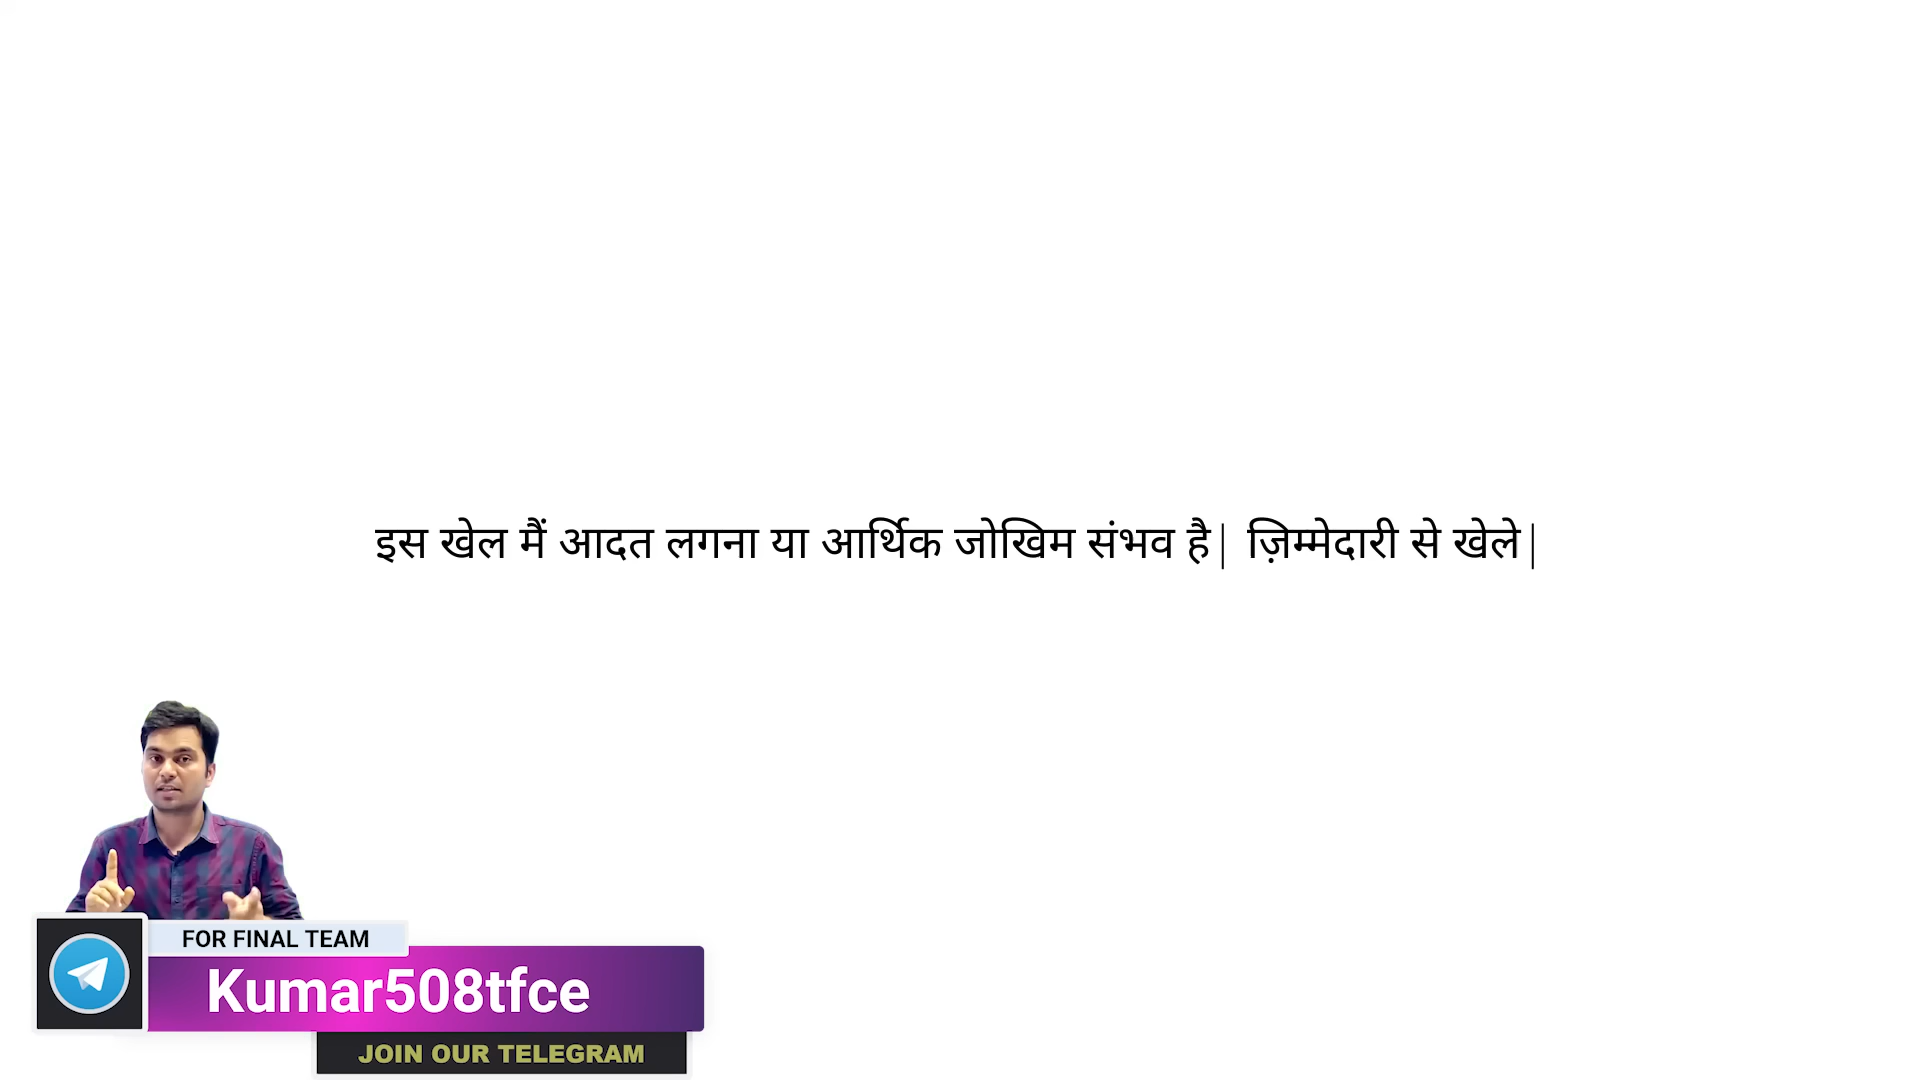 इस खेल मैं आदत लगना या आर्थिक जोखिम संभव है| ज़िम्मेदारी से खेले|
FOR FINAL TEAM
Kumar508tfce
JOIN OUR TELEGRAM